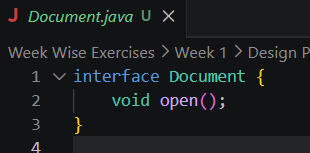 J Document.java U ×
Week Wise Exercises > Week 1 > Design P
1 interface Document {
2     void open();
3 }
4